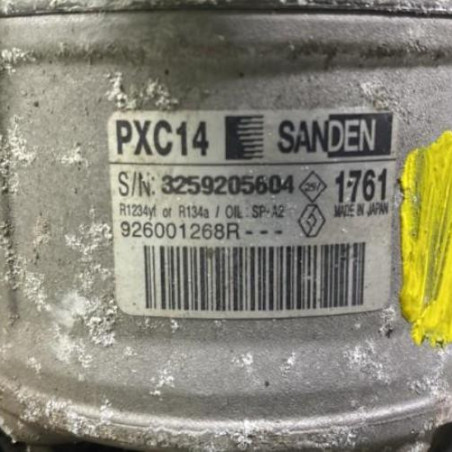 PXC14 SANDEN
S/N: 3259205604 1761
R1234yf or R134a / OIL: SP-A2 MADE IN JAPAN
926001268R---